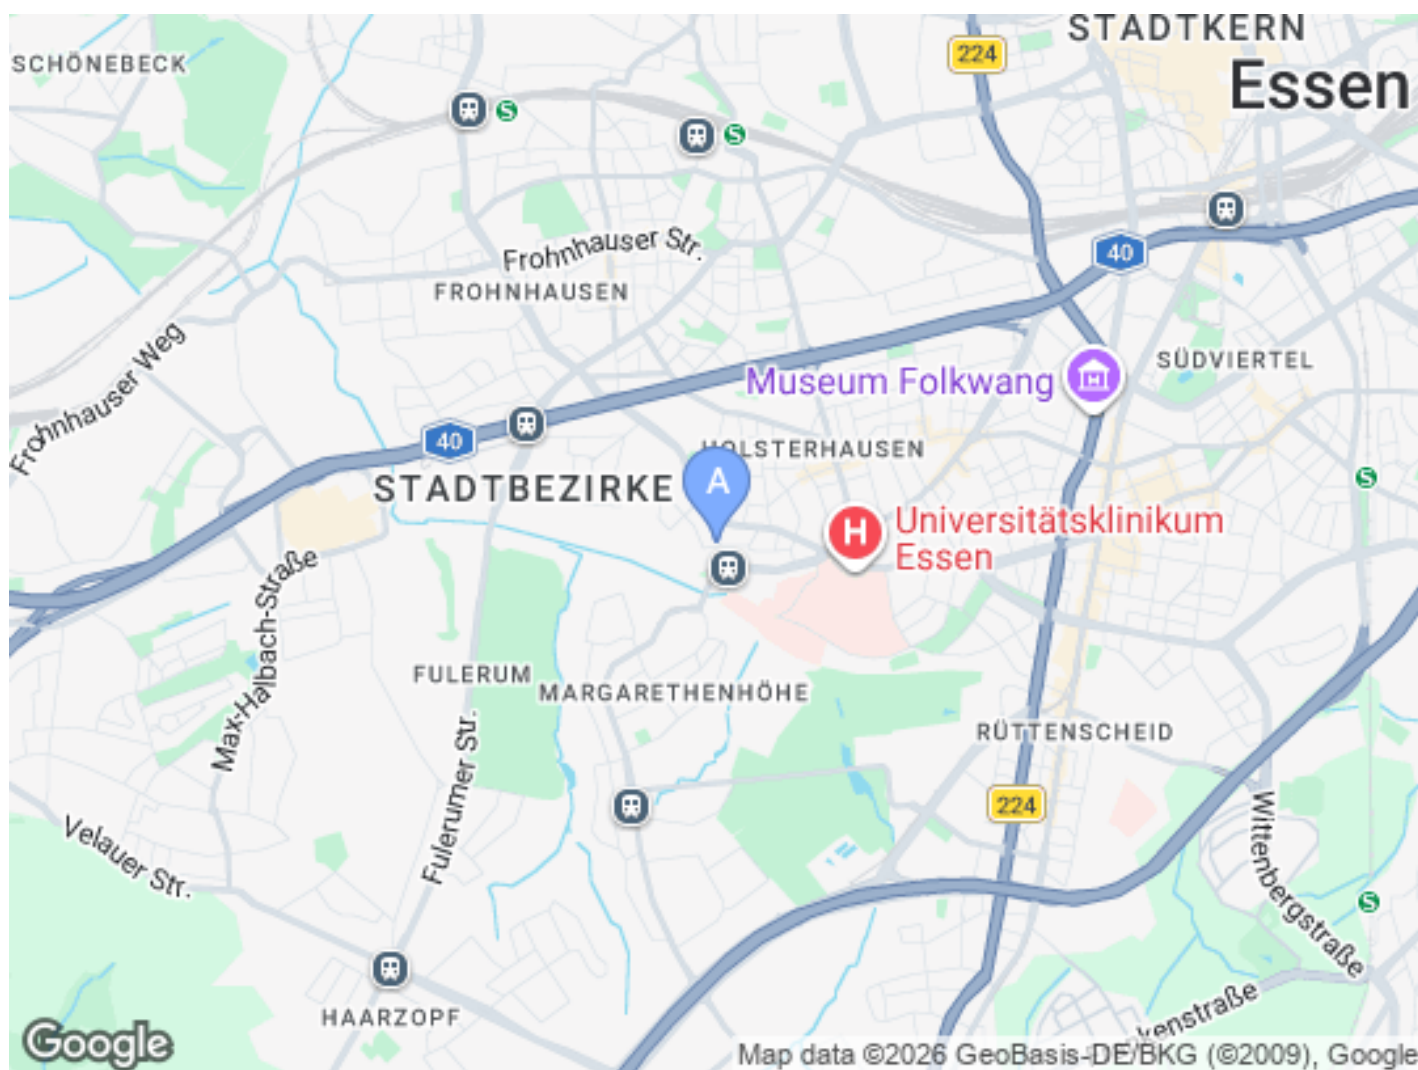 STADTKERN
224
SCHÖNEBECK
Essen
S
S
Frohnhauser Str.
40
FROHNHAUSEN
Frohnhauser Weg
SÜDVIERTEL
Museum Folkwang
40
HOLSTERHAUSEN
STADTBEZIRKE
A
S
H
Universitätsklinikum
Essen
Max-Halbach-Straße
FULERUM
MARGARETHENHÖHE
RÜTTENSCHEID
Fulerumer Str.
224
Velauer Str.
Wittenbergstraße
S
HAARZOPF
Google
Map data ©2026 GeoBasis-DE/BKG (©2009), Google